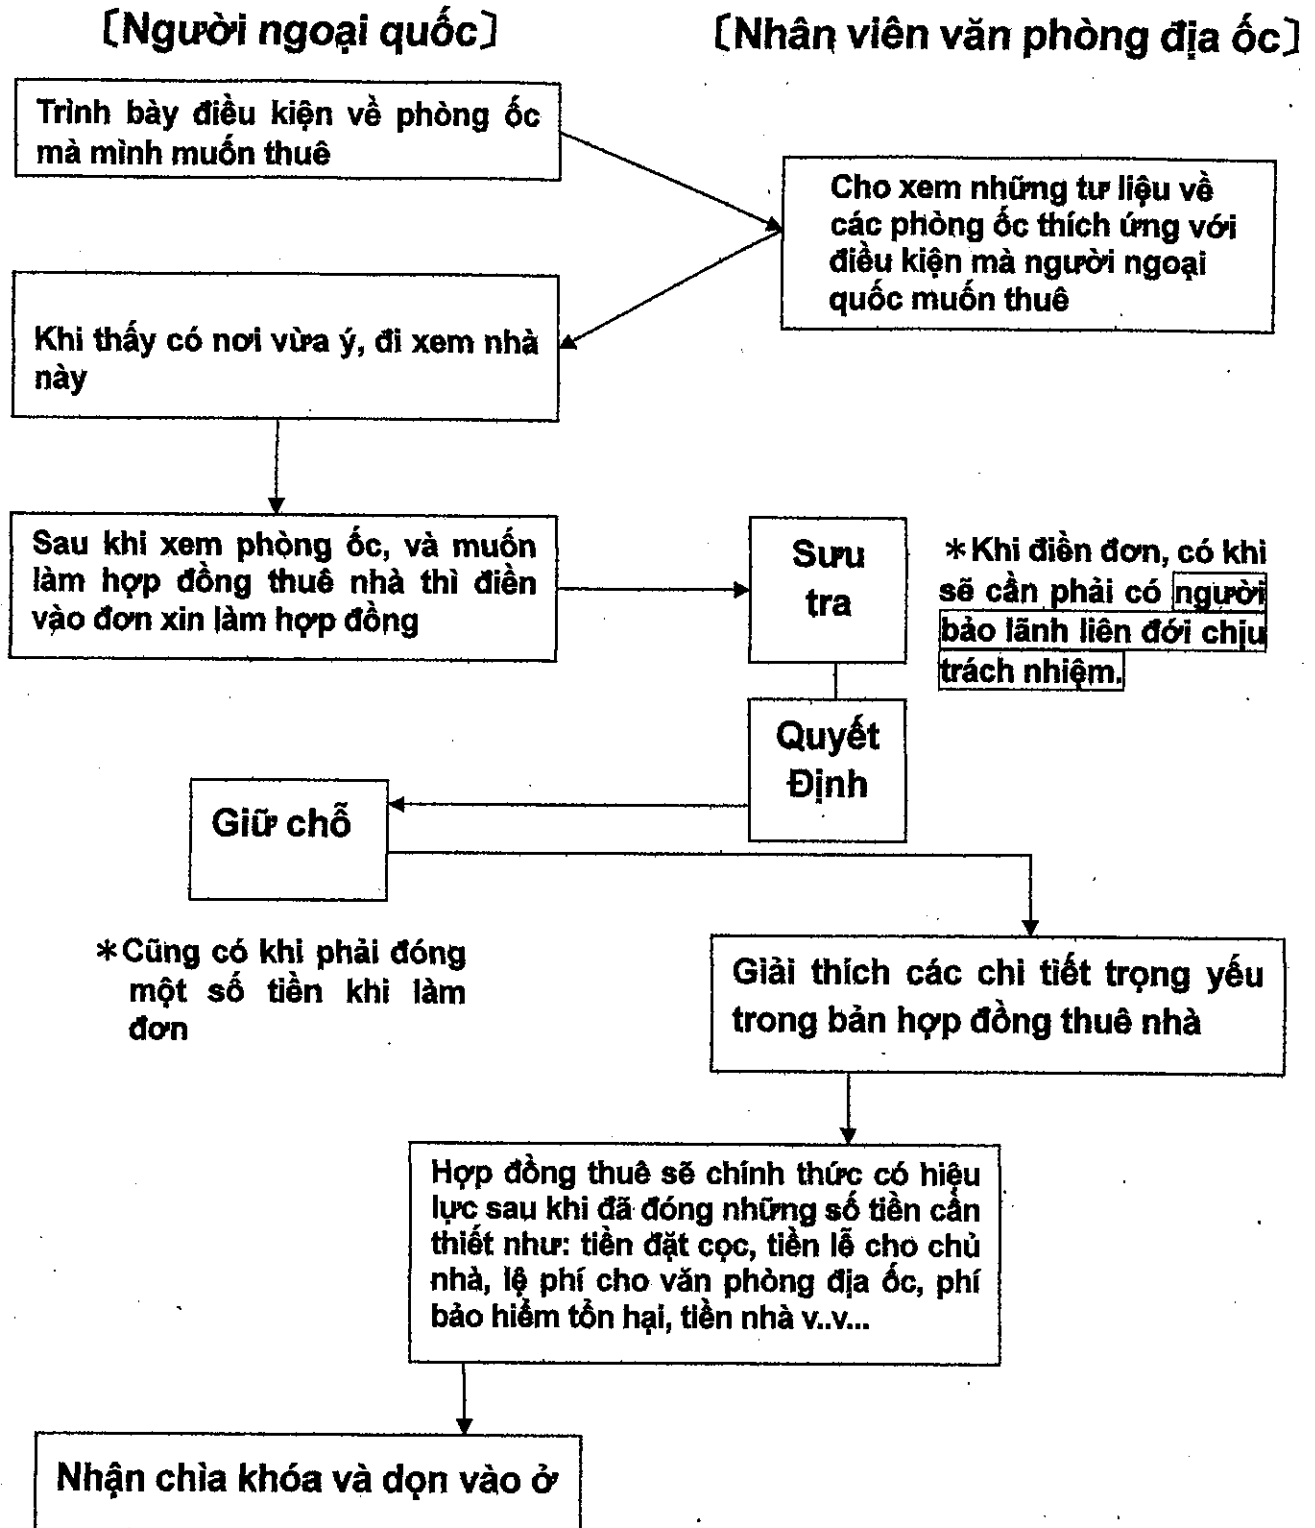 〔Người ngoại quốc〕
〔Nhân viên văn phòng địa ốc〕
Trình bày điều kiện về phòng ốc
mà mình muốn thuê
Cho xem những tư liệu về
các phòng ốc thích ứng với
điều kiện mà người ngoại
quốc muốn thuê
Khi thấy có nơi vừa ý, đi xem nhà
này
Sau khi xem phòng ốc, và muốn
làm hợp đồng thuê nhà thì điền
vào đơn xin làm hợp đồng
Sưu
tra
＊Khi điền đơn, có khi
sẽ cần phải có người
bảo lãnh liên đới chịu
trách nhiệm.
Quyết
Định
Giữ chỗ
＊Cũng có khi phải đóng
một số tiền khi làm
đơn
Giải thích các chi tiết trọng yếu
trong bản hợp đồng thuê nhà
Hợp đồng thuê sẽ chính thức có hiệu
lực sau khi đã đóng những số tiền cần
thiết như: tiền đặt cọc, tiền lễ cho chủ
nhà, lệ phí cho văn phòng địa ốc, phí
bảo hiểm tổn hại, tiền nhà v..v...
Nhận chìa khóa và dọn vào ở